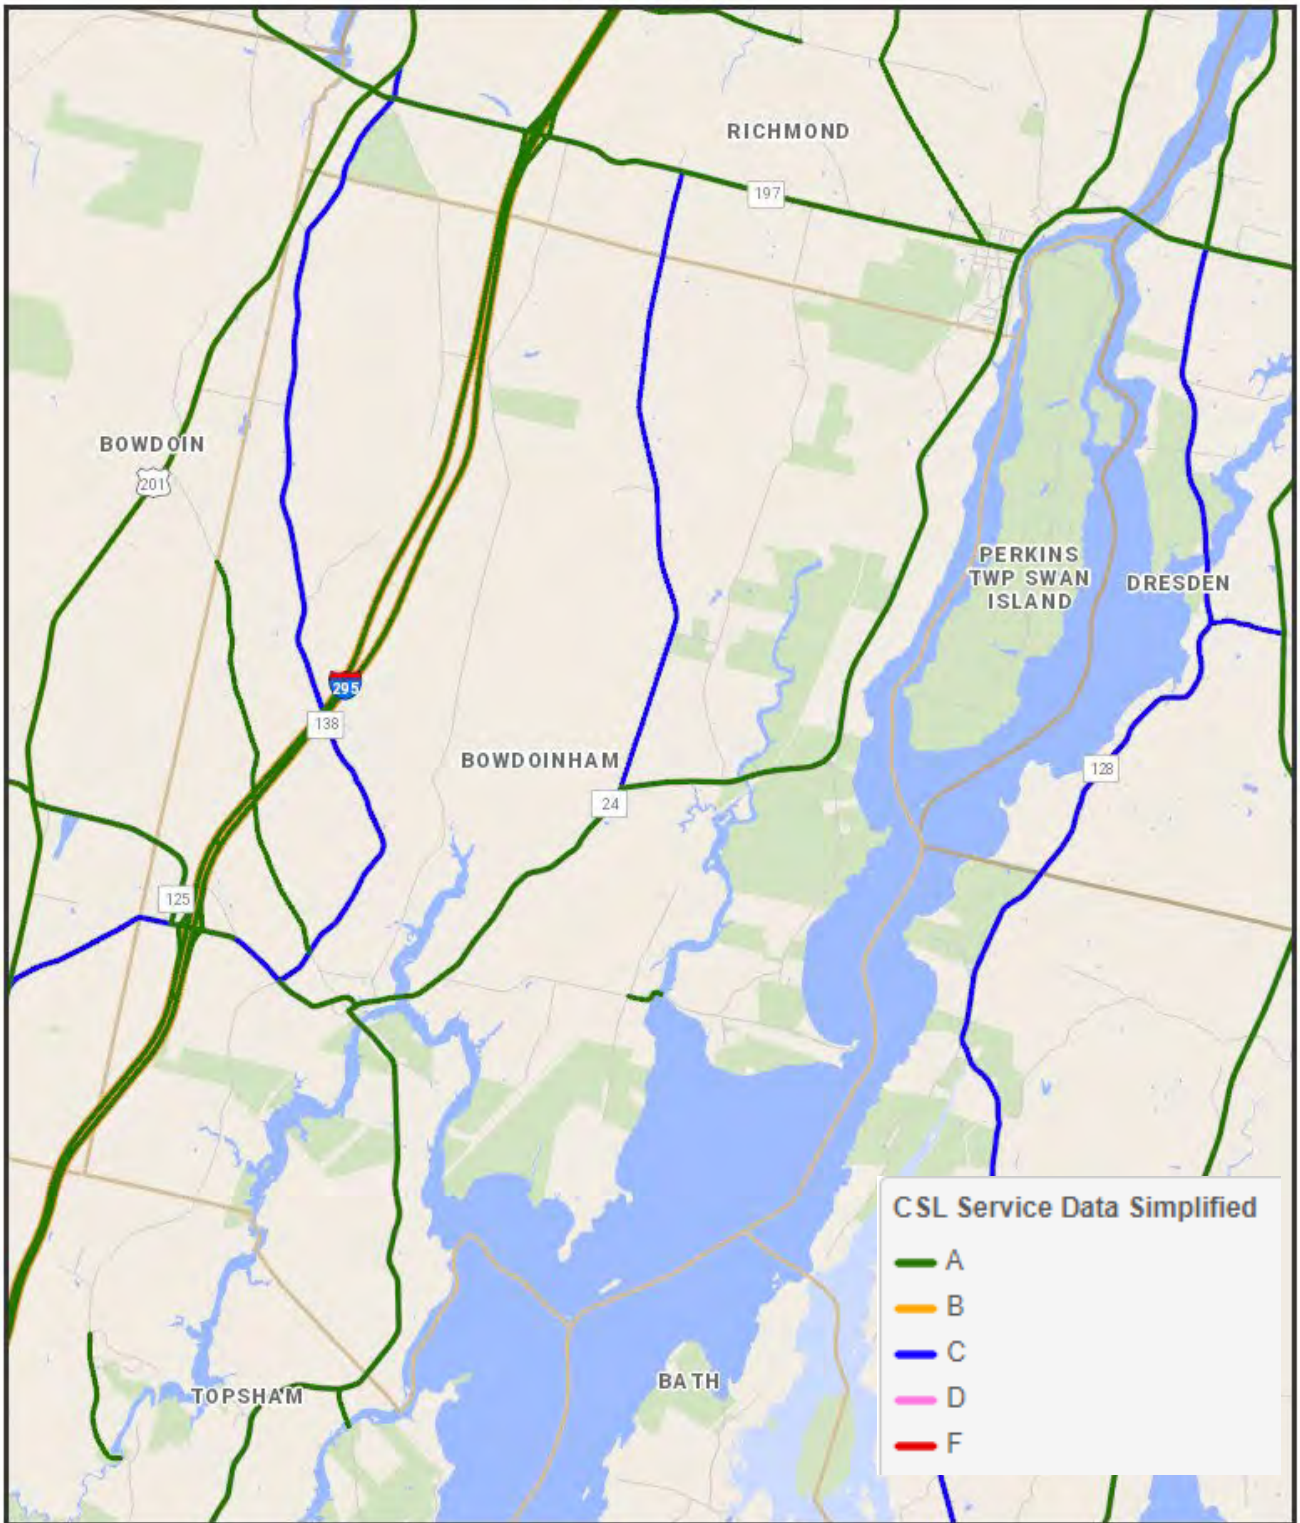 RICHMOND
197
BOWDOIN
201
PERKINS
TWP SWAN
ISLAND
DRESDEN
295
138
BOWDOINHAM
128
24
125
CSL Service Data Simplified
A
B
C
D
F
BATH
TOPSHAM